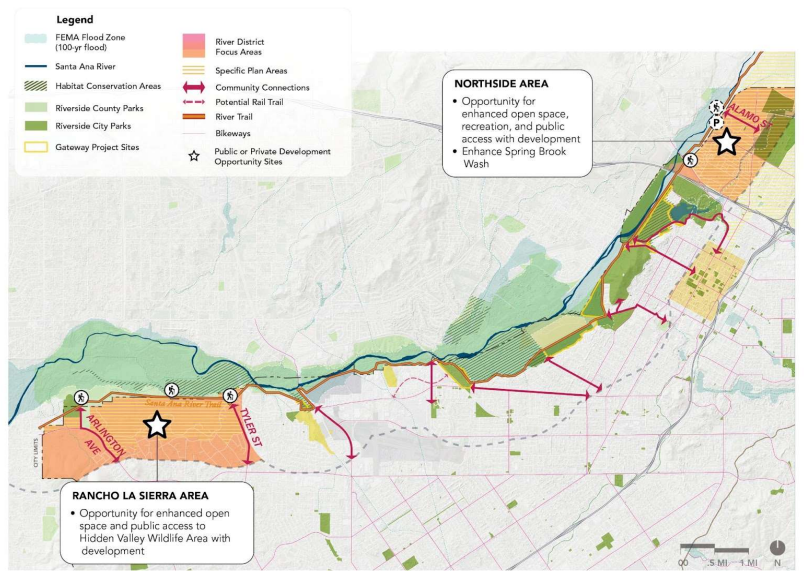 Legend
FEMA Flood Zone
(100-yr flood)
Santa Ana River
Habitat Conservation Areas
Riverside County Parks
Riverside City Parks
Gateway Project Sites
River District
Focus Areas
Specific Plan Areas
Community Connections
Potential Rail Trail
River Trail
Bikeways
Public or Private Development
Opportunity Sites
NORTHSIDE AREA
• Opportunity for
enhanced open space,
recreation, and public
access with development
• Enhance Spring Brook
Wash
P
ALAMO ST
Santa Ana River Trail
ARLINGTON
AVE
TYLER ST
CITY LIMITS
RANCHO LA SIERRA AREA
• Opportunity for enhanced open
space and public access to
Hidden Valley Wildlife Area with
development
00 .5 MI 1 MI N